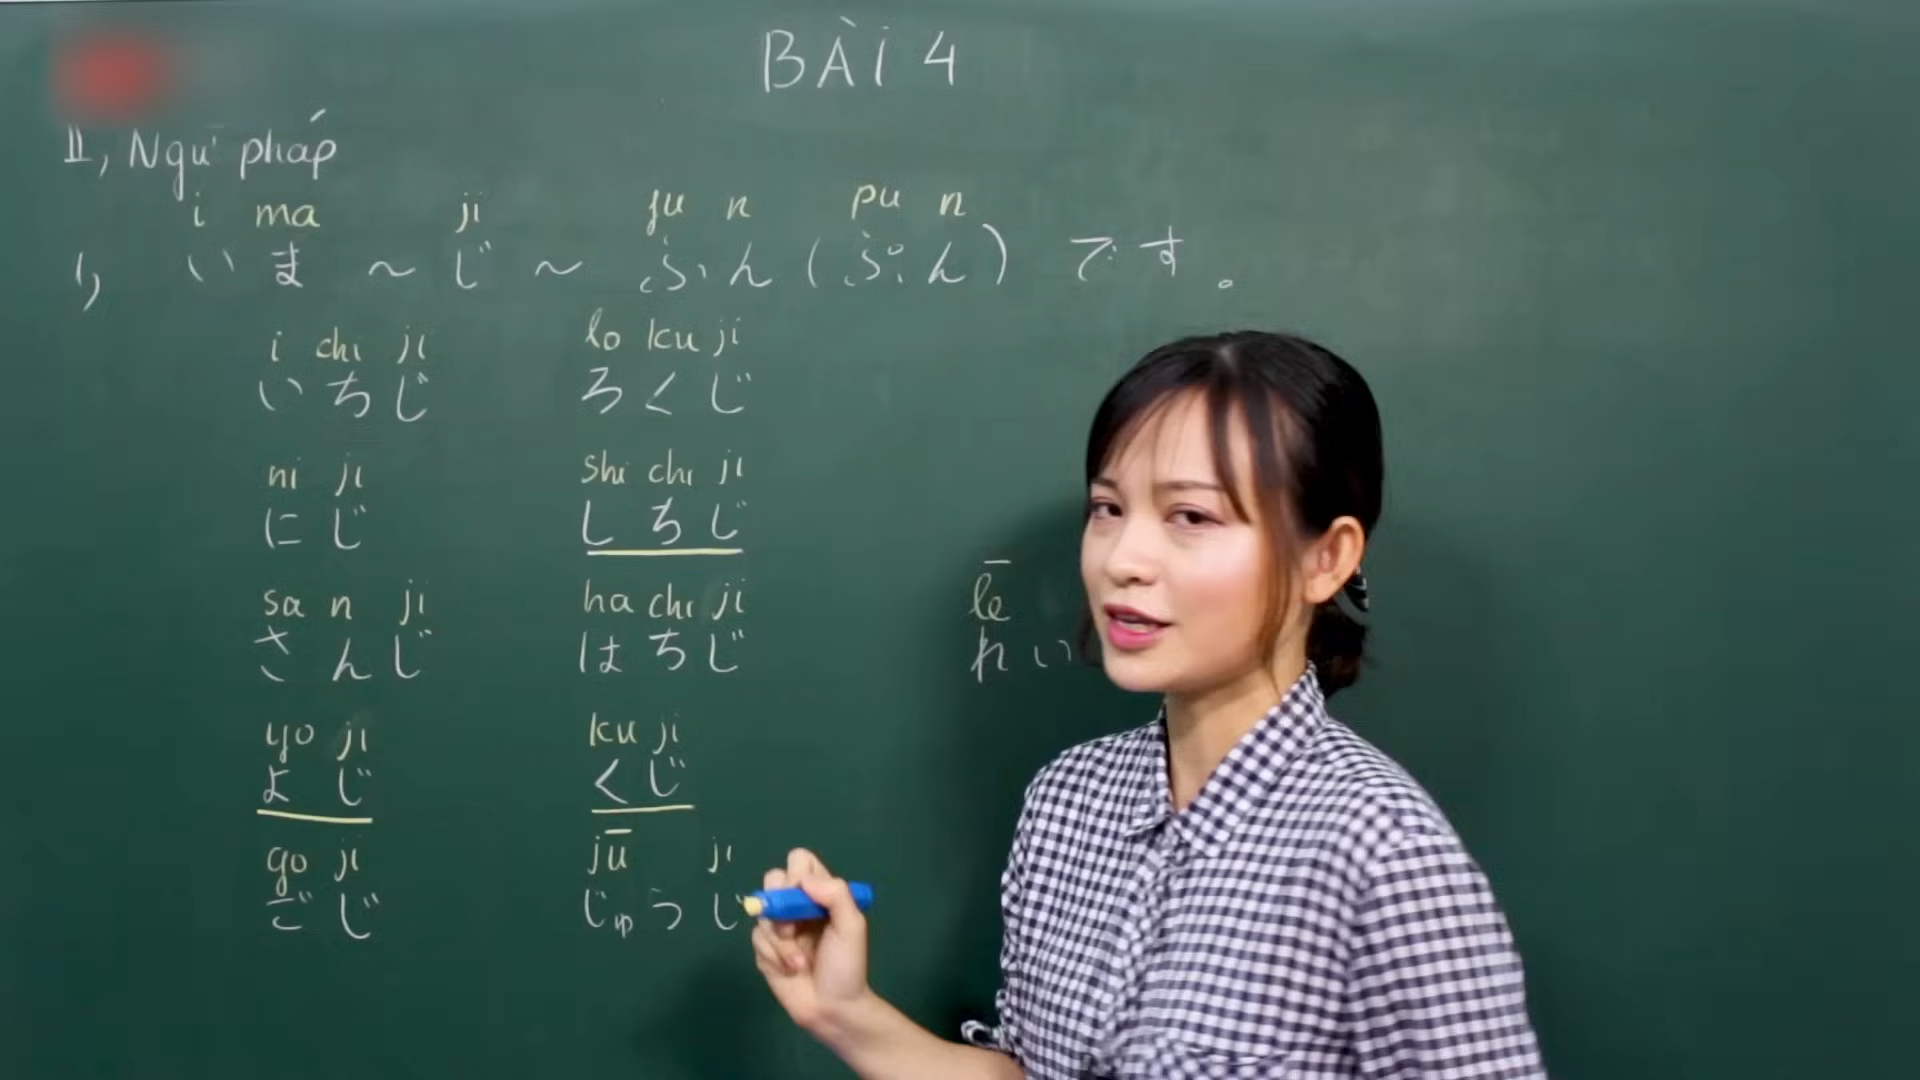 BÀI 4
II, Ngữ pháp
i ma ji fu n pu n
1, いま ~ じ ~ ふん (ぷん) です。
i chi ji
いちじ
ni ji
にじ
sa n ji
さんじ
yo ji
よじ
go ji
ごじ
lo ku ji
ろくじ
shi chi ji
しちじ
ha chi ji
はちじ
ku ji
くじ
jū ji
じゅうじ
lē
れい